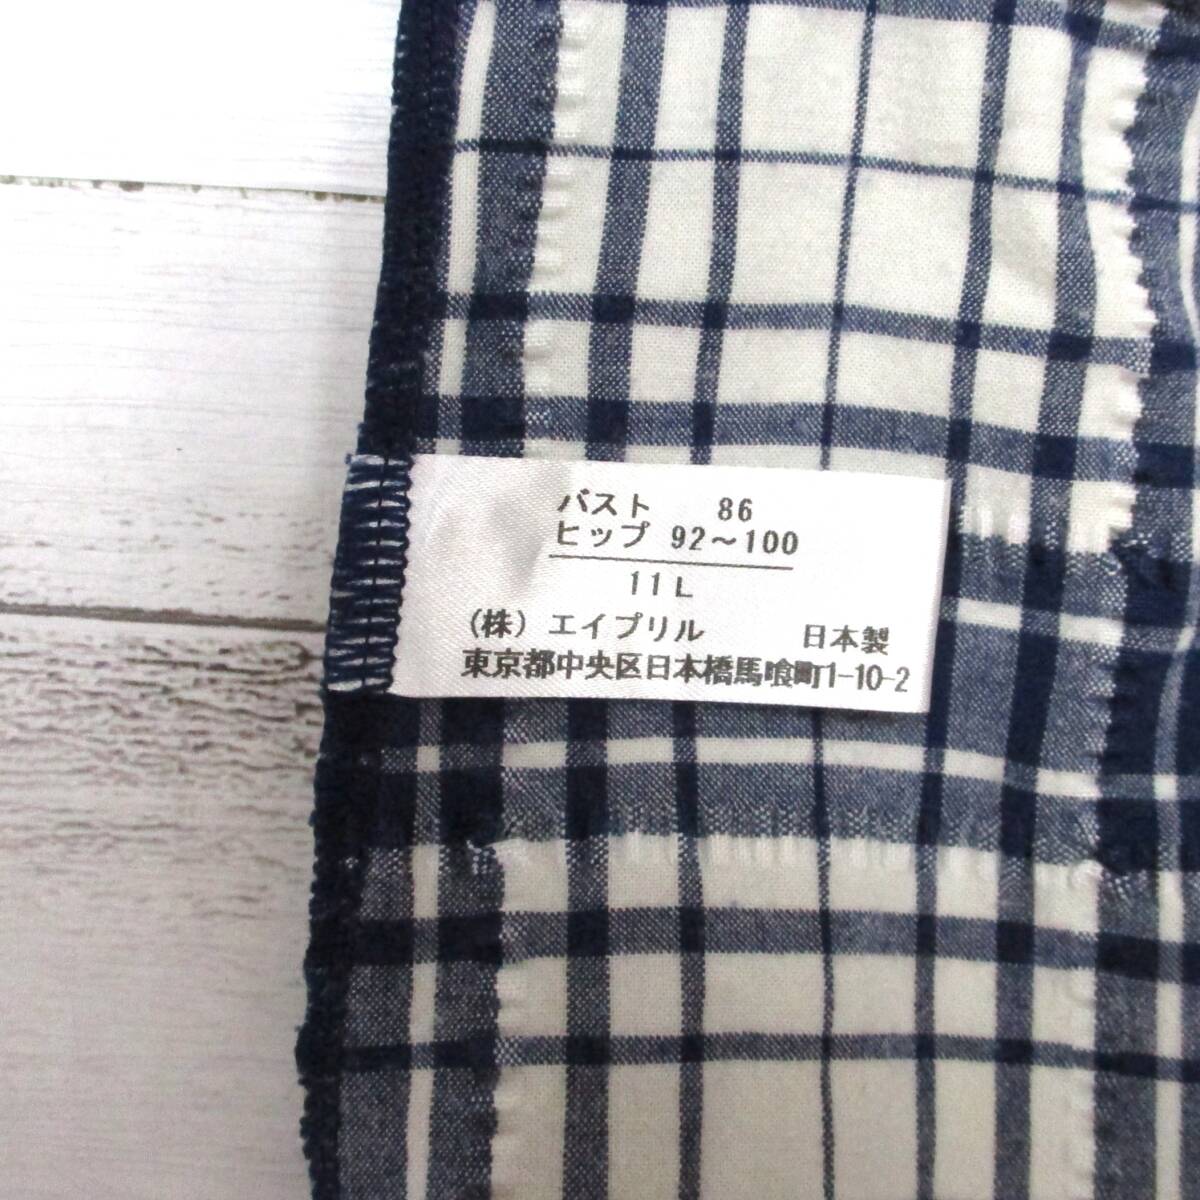 バスト 86
ヒップ 92〜100
11L
(株) エイプリル 日本製
東京都中央区日本橋馬喰町1-10-2